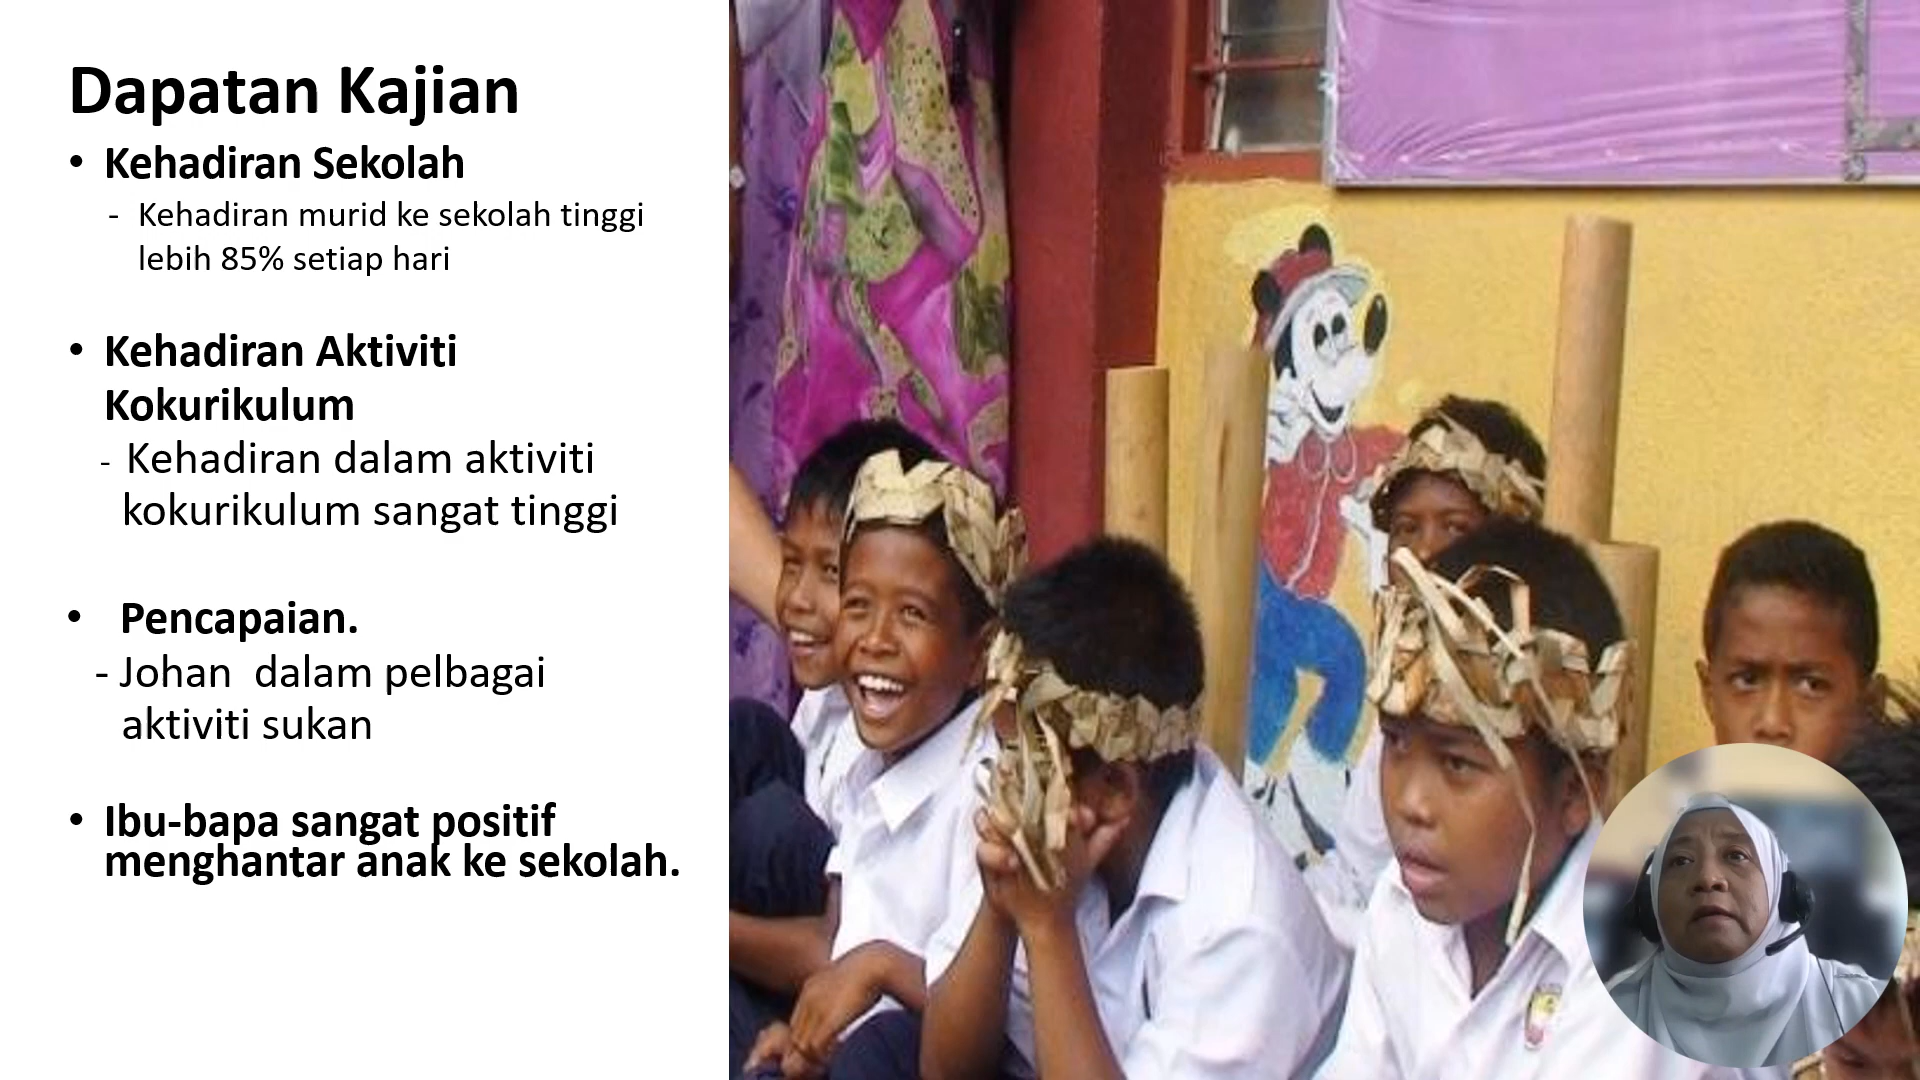 Dapatan Kajian
• Kehadiran Sekolah
- Kehadiran murid ke sekolah tinggi
lebih 85% setiap hari
• Kehadiran Aktiviti
Kokurikulum
- Kehadiran dalam aktiviti
kokurikulum sangat tinggi
• Pencapaian.
- Johan dalam pelbagai
aktiviti sukan
• Ibu-bapa sangat positif
menghantar anak ke sekolah.